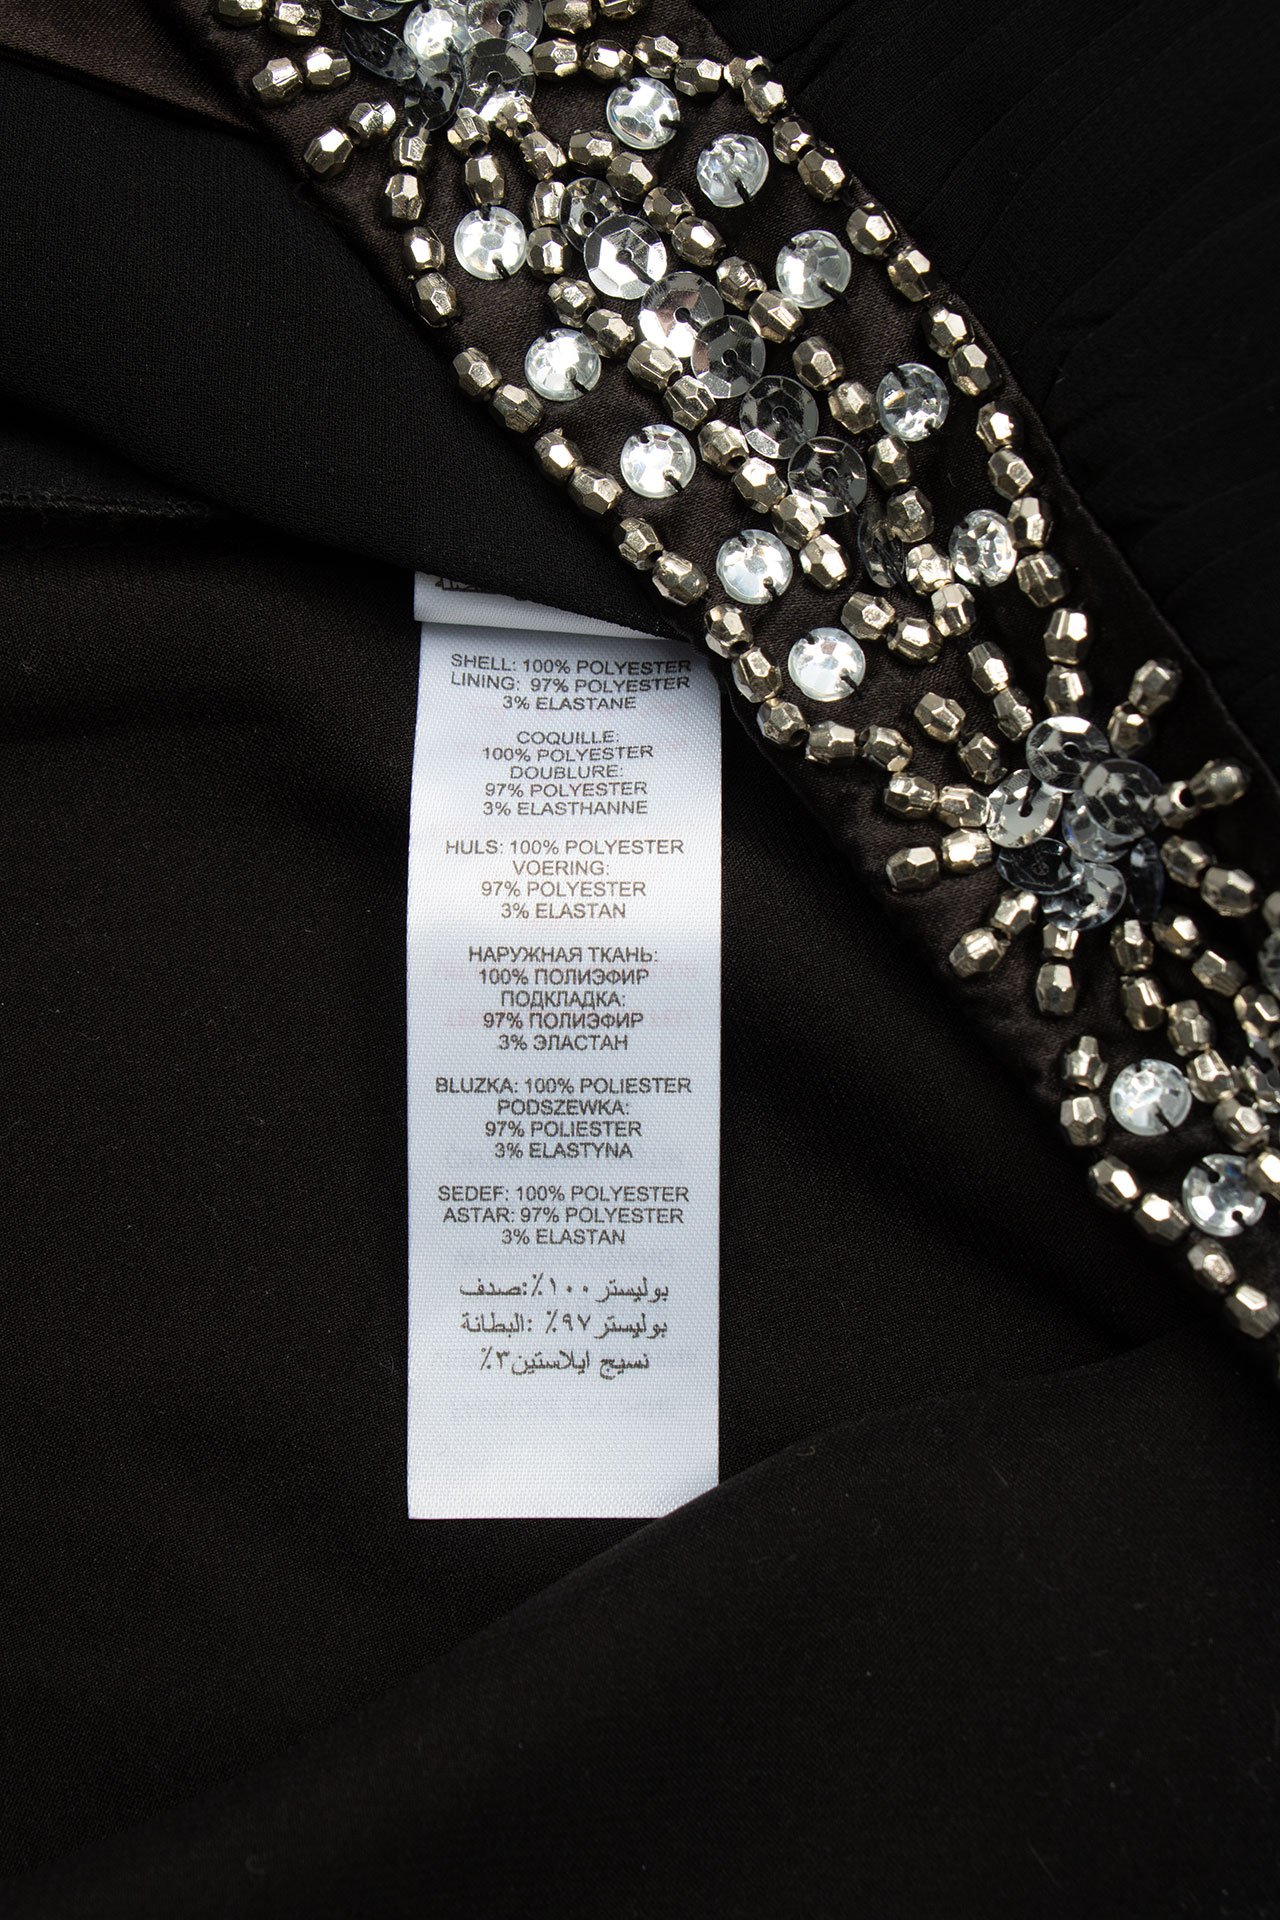 SHELL: 100% POLYESTER
LINING: 97% POLYESTER
3% ELASTANE
COQUILLE:
100% POLYESTER
DOUBLURE:
97% POLYESTER
3% ELASTHANNE
HULS: 100% POLYESTER
VOERING:
97% POLYESTER
3% ELASTAN
НАРУЖНАЯ ТКАНЬ:
100% ПОЛИЭФИР
ПОДКЛАДКА:
97% ПОЛИЭФИР
3% ЭЛАСТАН
BLUZKA: 100% POLIESTER
PODSZEWKA:
97% POLIESTER
3% ELASTYNA
SEDEF: 100% POLYESTER
ASTAR: 97% POLYESTER
3% ELASTAN
بوليستر ١٠٠٪:صدف
بوليستر ٩٧٪ :البطانة
نسيج ايلاستين٣٪